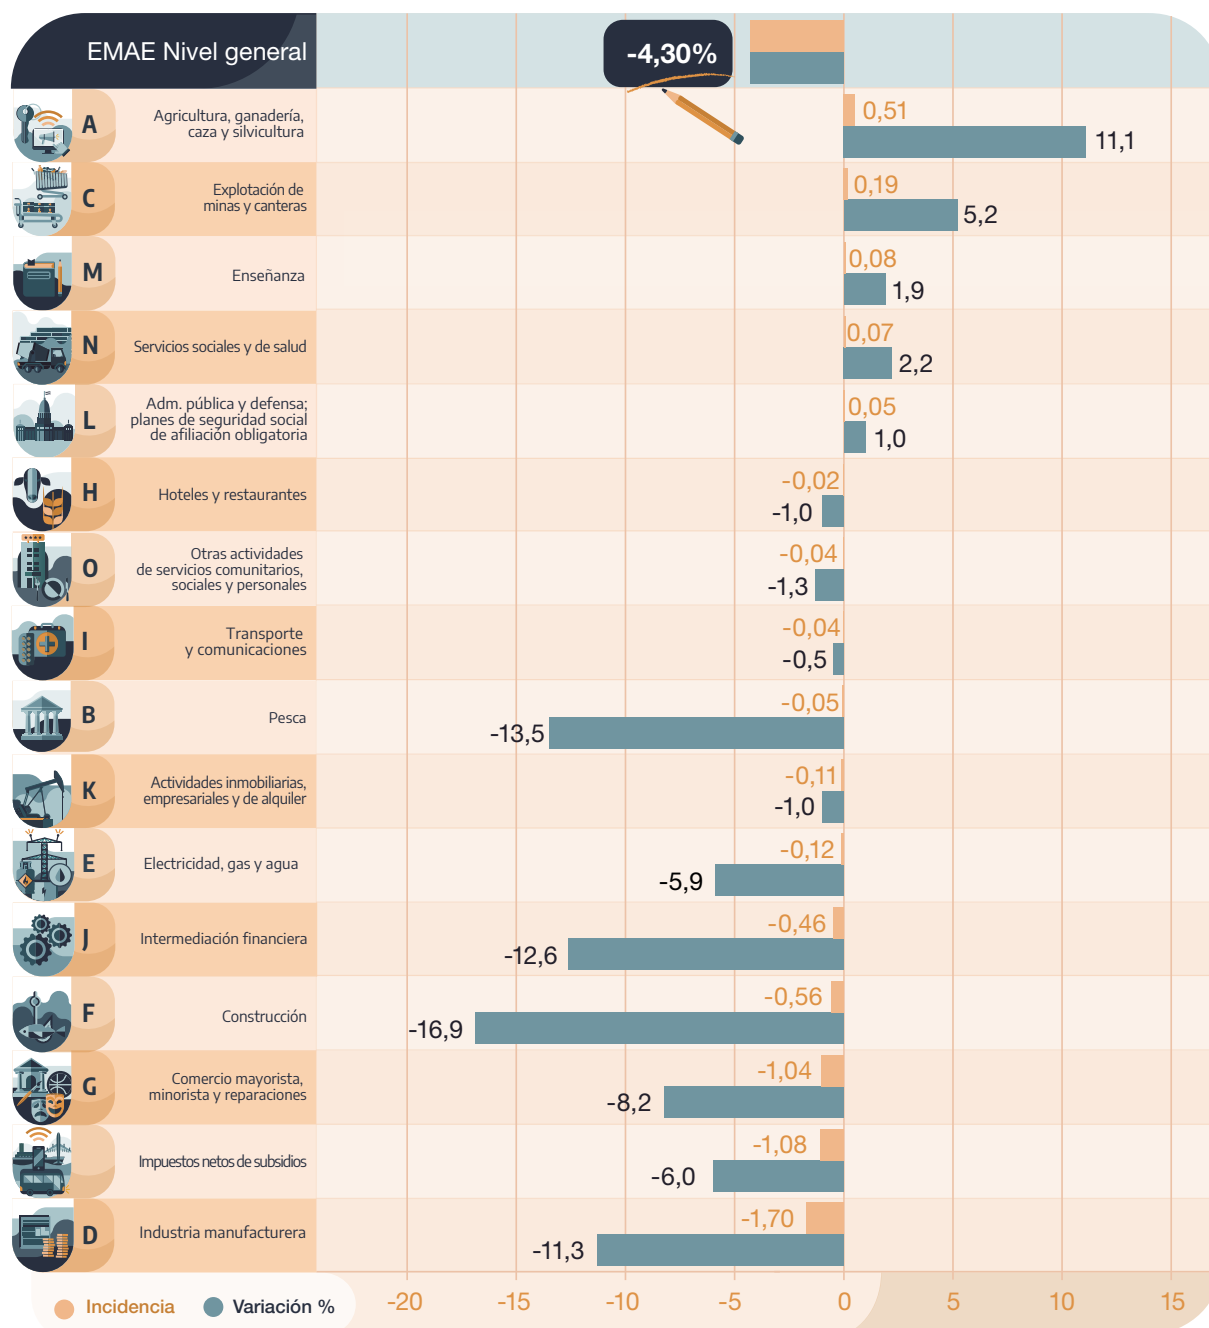 EMAE Nivel general
-4,30%
A
Agricultura, ganadería,
caza y silvicultura
0,51
11,1
C
Explotación de
minas y canteras
0,19
5,2
M
Enseñanza
0,08
1,9
N
Servicios sociales y de salud
0,07
2,2
L
Adm. pública y defensa;
planes de seguridad social
de afiliación obligatoria
0,05
1,0
H
Hoteles y restaurantes
-0,02
-1,0
O
Otras actividades
de servicios comunitarios,
sociales y personales
-0,04
-1,3
I
Transporte
y comunicaciones
-0,04
-0,5
B
Pesca
-0,05
-13,5
K
Actividades inmobiliarias,
empresariales y de alquiler
-0,11
-1,0
E
Electricidad, gas y agua
-0,12
-5,9
J
Intermediación financiera
-0,46
-12,6
F
Construcción
-0,56
-16,9
G
Comercio mayorista,
minorista y reparaciones
-1,04
-8,2
Impuestos netos de subsidios
-1,08
-6,0
D
Industria manufacturera
-1,70
-11,3
Incidencia
Variación %
-20 -15 -10 -5 0 5 10 15